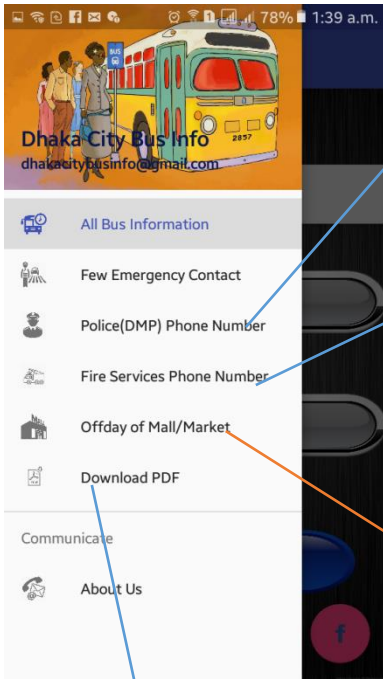 78% 1:39 a.m.
BUS
2857
Dhaka City Bus Info
dhakacitybusinfo@gmail.com
All Bus Information
Few Emergency Contact
Police(DMP) Phone Number
Fire Services Phone Number
Offday of Mall/Market
Download PDF
Communicate
About Us
f